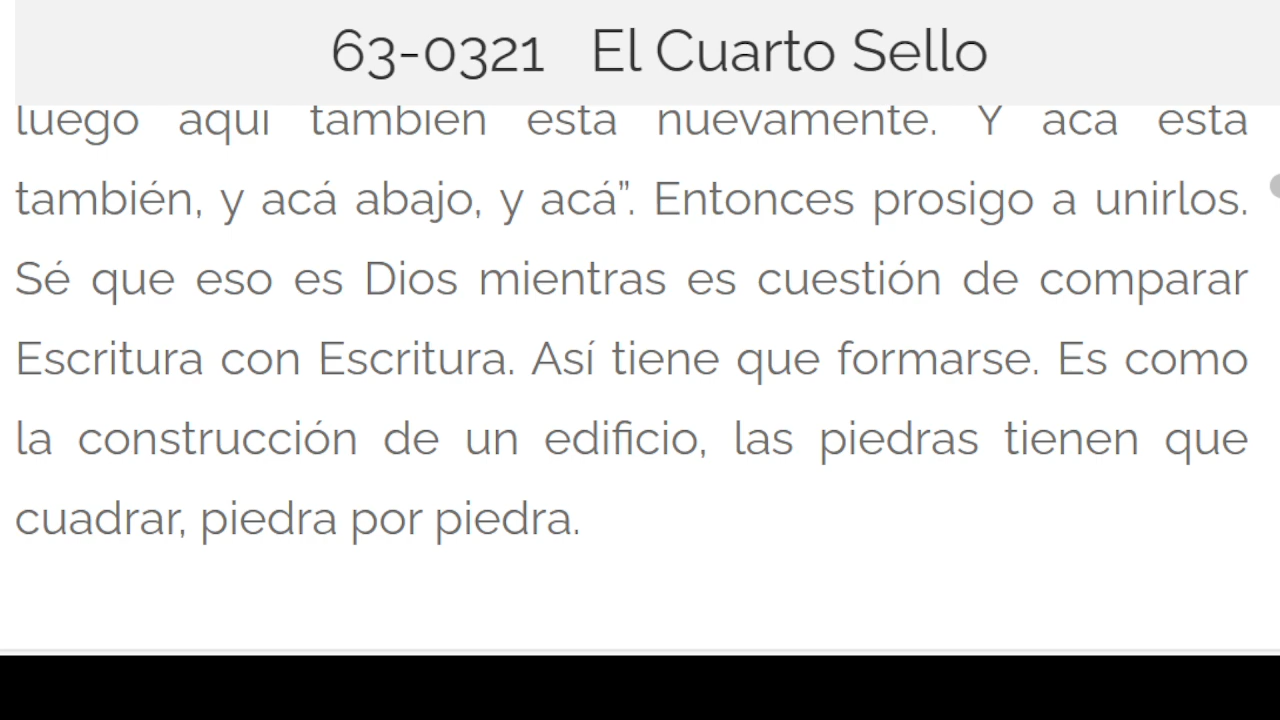 63-0321 El Cuarto Sello
luego aquí también está nuevamente. Y acá está
también, y acá abajo, y acá”. Entonces prosigo a unirlos.
Sé que eso es Dios mientras es cuestión de comparar
Escritura con Escritura. Así tiene que formarse. Es como
la construcción de un edificio, las piedras tienen que
cuadrar, piedra por piedra.